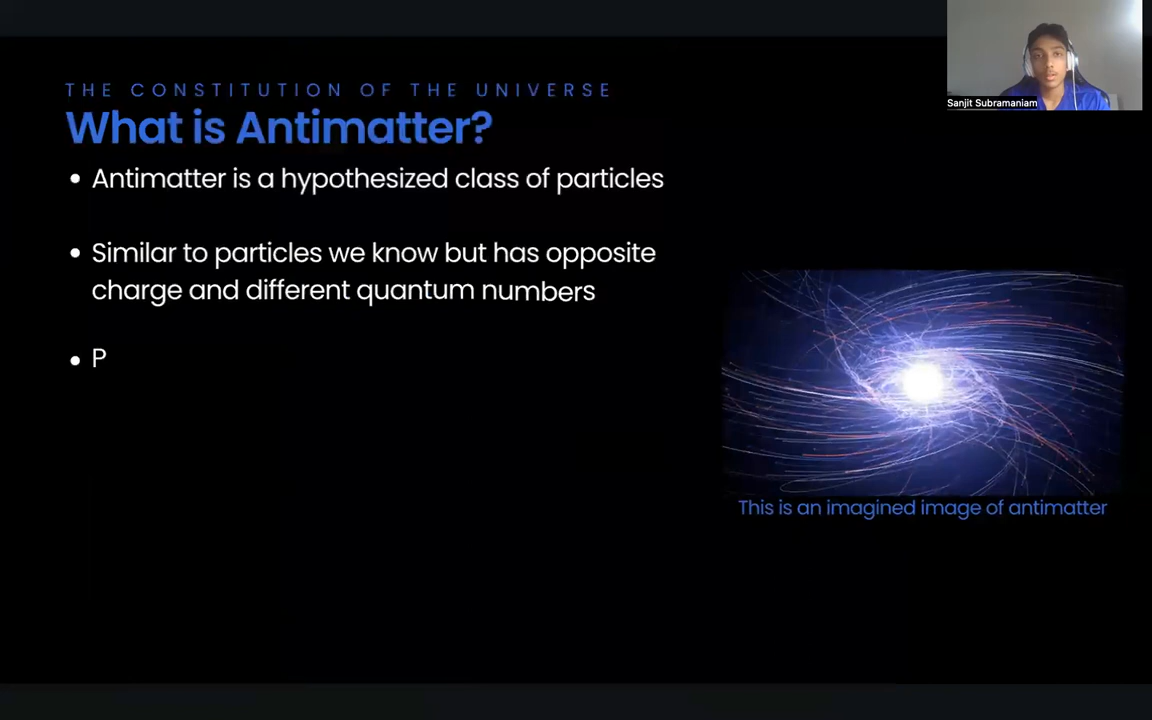 THE CONSTITUTION OF THE UNIVERSE
What is Antimatter?
• Antimatter is a hypothesized class of particles
• Similar to particles we know but has opposite
charge and different quantum numbers
• P
This is an imagined image of antimatter
Sanjit Subramaniam